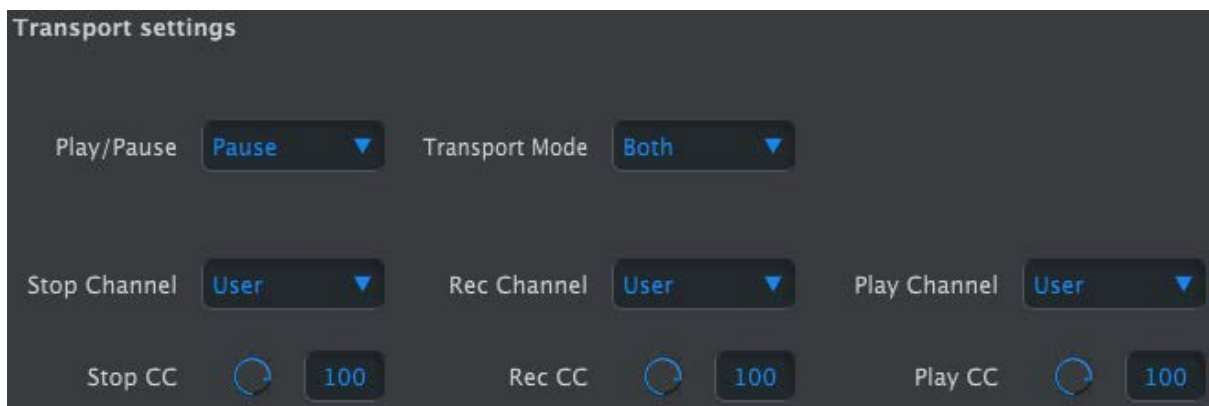 Transport settings
Play/Pause Pause Transport Mode Both
Stop Channel User Rec Channel User Play Channel User
Stop CC 100 Rec CC 100 Play CC 100